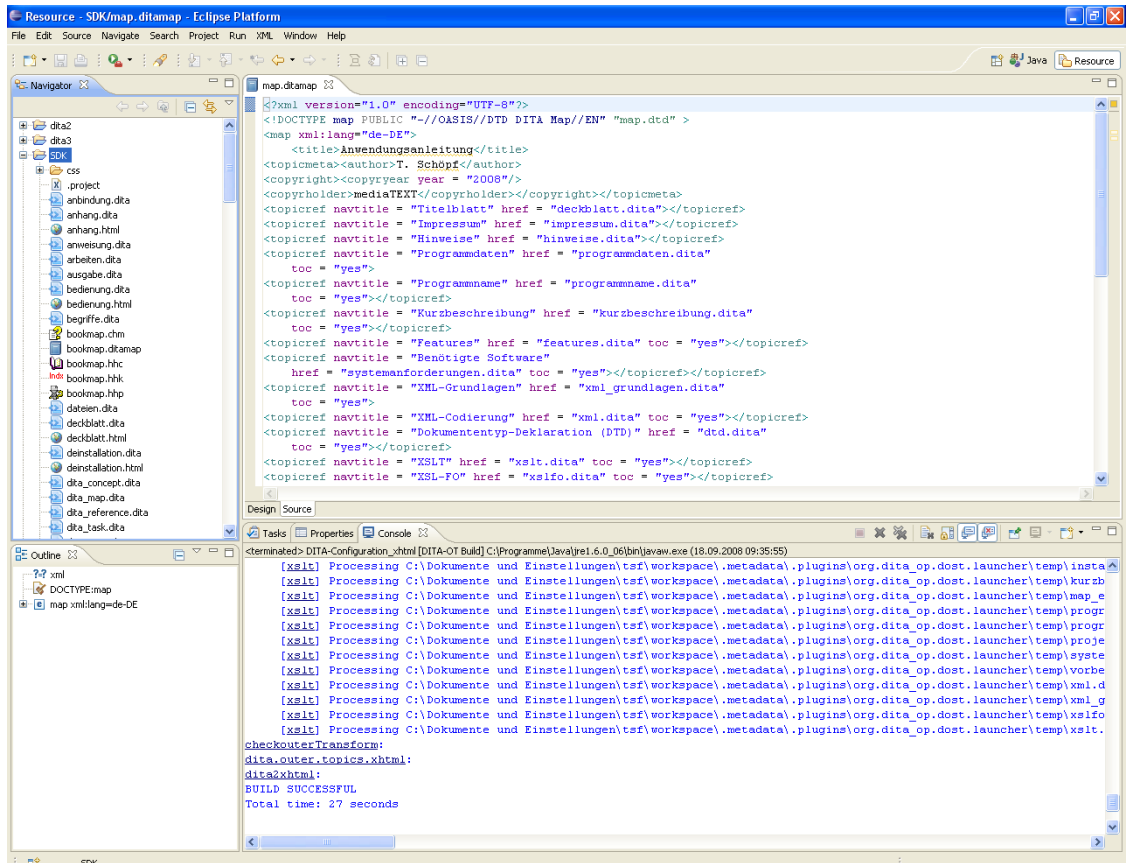 Resource - SDK/map.ditamap - Eclipse Platform
File Edit Source Navigate Search Project Run XML Window Help
Java Resource
Navigator
dita2
dita3
SDK
css
.project
anbindung.dita
anhang.dita
anhang.html
anweisung.dita
arbeiten.dita
ausgabe.dita
bedienung.dita
bedienung.html
begriffe.dita
bookmap.chm
bookmap.ditamap
bookmap.hhc
bookmap.hhk
bookmap.hhp
dateien.dita
deckblatt.dita
deckblatt.html
deinstallation.dita
deinstallation.html
dita_concept.dita
dita_map.dita
dita_reference.dita
dita_task.dita
Outline
xml
DOCTYPE:map
map xml:lang=de-DE
map.ditamap
<?xml version="1.0" encoding="UTF-8"?>
<!DOCTYPE map PUBLIC "-//OASIS//DTD DITA Map//EN" "map.dtd" >
<map xml:lang="de-DE">
<title>Anwendungsanleitung</title>
<topicmeta><author>T. Schöpf</author>
<copyright><copyryear year = "2008"/>
<copyrholder>mediaTEXT</copyrholder></copyright></topicmeta>
<topicref navtitle = "Titelblatt" href = "deckblatt.dita"></topicref>
<topicref navtitle = "Impressum" href = "impressum.dita"></topicref>
<topicref navtitle = "Hinweise" href = "hinweise.dita"></topicref>
<topicref navtitle = "Programmdaten" href = "programmdaten.dita"
toc = "yes">
<topicref navtitle = "Programmname" href = "programmname.dita"
toc = "yes"></topicref>
<topicref navtitle = "Kurzbeschreibung" href = "kurzbeschreibung.dita"
toc = "yes"></topicref>
<topicref navtitle = "Features" href = "features.dita" toc = "yes"></topicref>
<topicref navtitle = "Benötigte Software"
href = "systemanforderungen.dita" toc = "yes"></topicref></topicref>
<topicref navtitle = "XML-Grundlagen" href = "xml_grundlagen.dita"
toc = "yes">
<topicref navtitle = "XML-Codierung" href = "xml.dita" toc = "yes"></topicref>
<topicref navtitle = "Dokumententyp-Deklaration (DTD)" href = "dtd.dita"
toc = "yes"></topicref>
<topicref navtitle = "XSLT" href = "xslt.dita" toc = "yes"></topicref>
<topicref navtitle = "XSL-FO" href = "xslfo.dita" toc = "yes"></topicref>
Design Source
Tasks Properties Console
<terminated> DITA-Configuration_xhtml [DITA-OT Build] C:\Programme\Java\jre1.6.0_06\bin\javaw.exe (18.09.2008 09:35:55)
[xslt] Processing C:\Dokumente und Einstellungen\tsf\workspace\.metadata\.plugins\org.dita_op.dost.launcher\temp\insta
[xslt] Processing C:\Dokumente und Einstellungen\tsf\workspace\.metadata\.plugins\org.dita_op.dost.launcher\temp\kurzb
[xslt] Processing C:\Dokumente und Einstellungen\tsf\workspace\.metadata\.plugins\org.dita_op.dost.launcher\temp\map_e
[xslt] Processing C:\Dokumente und Einstellungen\tsf\workspace\.metadata\.plugins\org.dita_op.dost.launcher\temp\progr
[xslt] Processing C:\Dokumente und Einstellungen\tsf\workspace\.metadata\.plugins\org.dita_op.dost.launcher\temp\progr
[xslt] Processing C:\Dokumente und Einstellungen\tsf\workspace\.metadata\.plugins\org.dita_op.dost.launcher\temp\proje
[xslt] Processing C:\Dokumente und Einstellungen\tsf\workspace\.metadata\.plugins\org.dita_op.dost.launcher\temp\syste
[xslt] Processing C:\Dokumente und Einstellungen\tsf\workspace\.metadata\.plugins\org.dita_op.dost.launcher\temp\vorbe
[xslt] Processing C:\Dokumente und Einstellungen\tsf\workspace\.metadata\.plugins\org.dita_op.dost.launcher\temp\xml.d
[xslt] Processing C:\Dokumente und Einstellungen\tsf\workspace\.metadata\.plugins\org.dita_op.dost.launcher\temp\xml_g
[xslt] Processing C:\Dokumente und Einstellungen\tsf\workspace\.metadata\.plugins\org.dita_op.dost.launcher\temp\xslfo
[xslt] Processing C:\Dokumente und Einstellungen\tsf\workspace\.metadata\.plugins\org.dita_op.dost.launcher\temp\xslt.
checkouterTransform:
dita.outer.topics.xhtml:
dita2xhtml:
BUILD SUCCESSFUL
Total time: 27 seconds
SDK